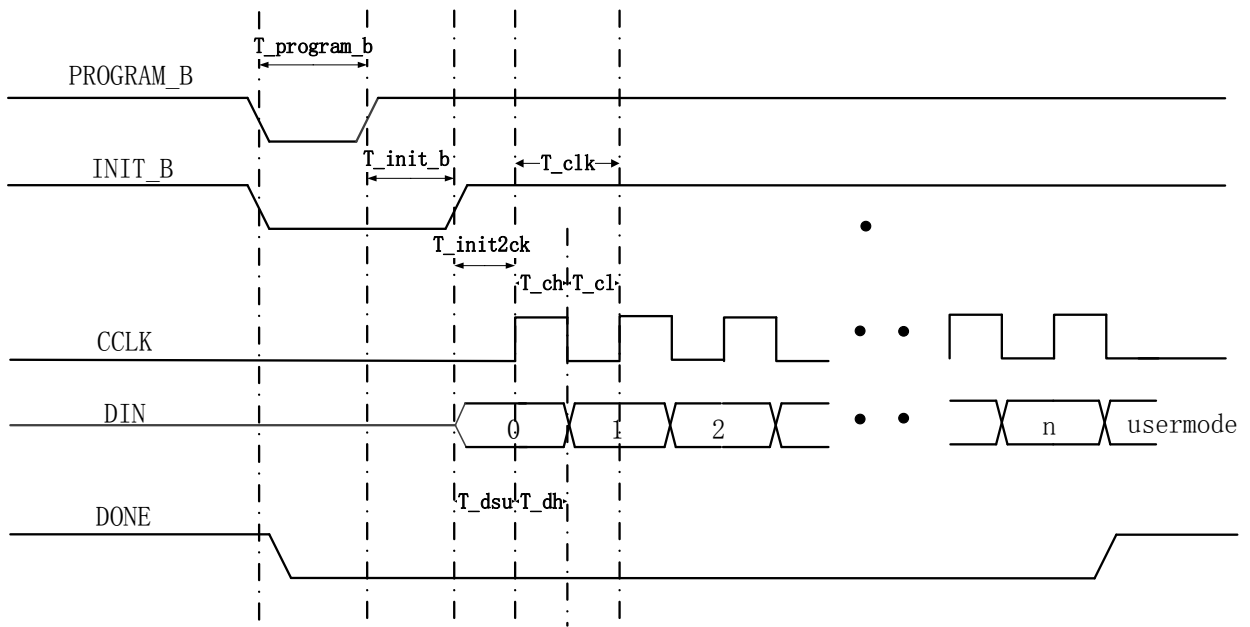 T_program_b
PROGRAM_B
T_init_b
T_clk
INIT_B
T_init2ck
T_ch
T_cl
CCLK
DIN
0
1
2
n
usermode
T_dsu
T_dh
DONE